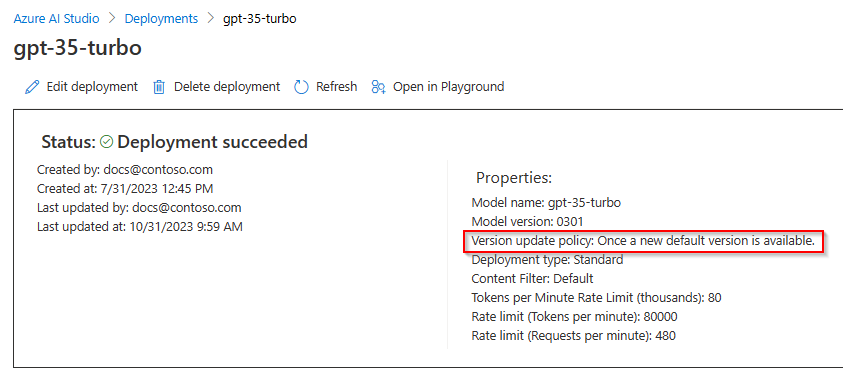 Azure AI Studio > Deployments > gpt-35-turbo
gpt-35-turbo
Edit deployment Delete deployment Refresh Open in Playground
Status: Deployment succeeded
Created by: docs@contoso.com
Created at: 7/31/2023 12:45 PM
Last updated by: docs@contoso.com
Last updated at: 10/31/2023 9:59 AM
Properties:
Model name: gpt-35-turbo
Model version: 0301
Version update policy: Once a new default version is available.
Deployment type: Standard
Content Filter: Default
Tokens per Minute Rate Limit (thousands): 80
Rate limit (Tokens per minute): 80000
Rate limit (Requests per minute): 480